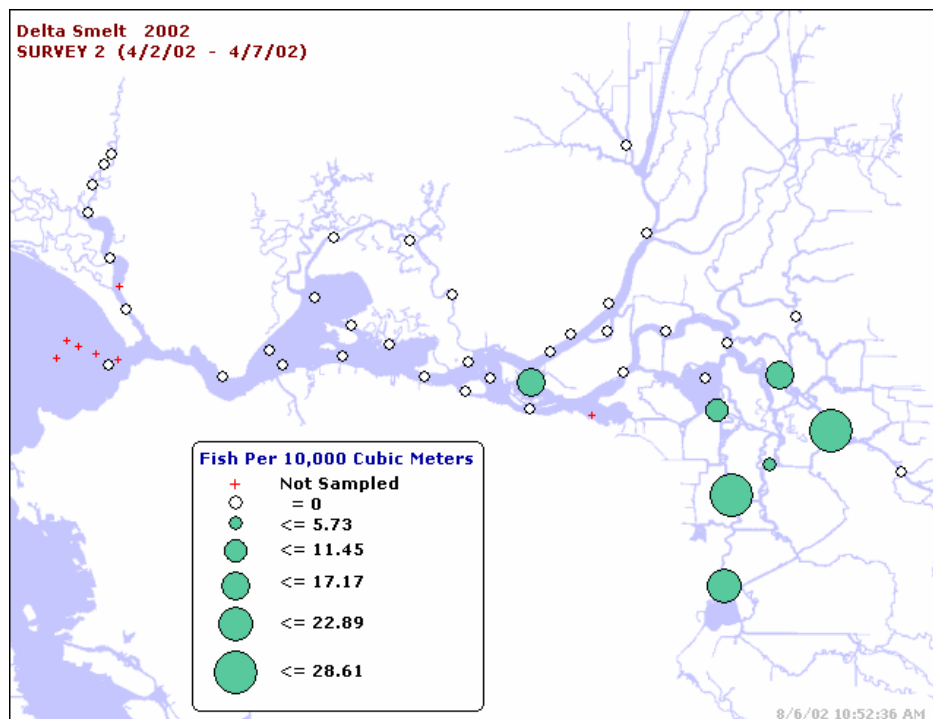 Delta Smelt 2002
SURVEY 2 (4/2/02 - 4/7/02)
Fish Per 10,000 Cubic Meters
Not Sampled
= 0
<= 5.73
<= 11.45
<= 17.17
<= 22.89
<= 28.61
8/6/02 10:52:36 AM